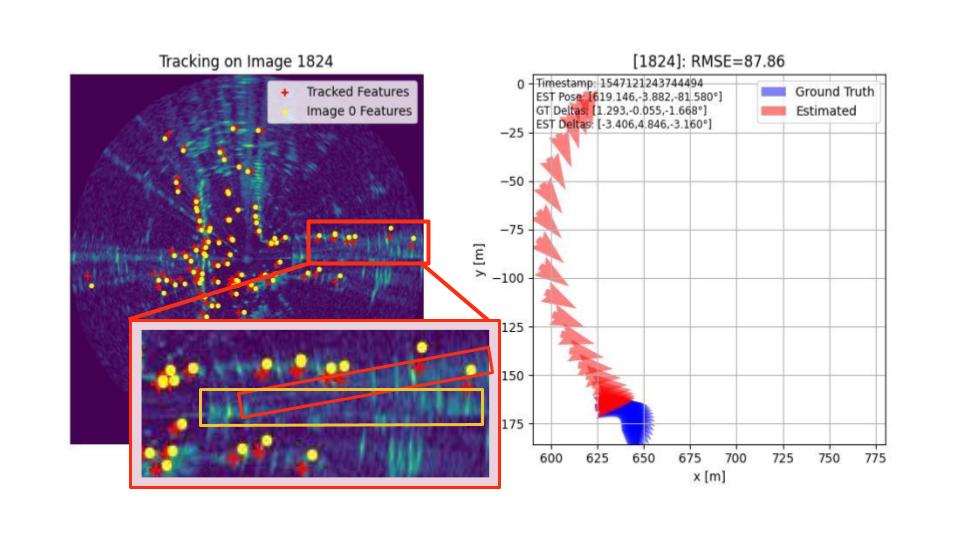 Tracking on Image 1824
Tracked Features
Image 0 Features
[1824]: RMSE=87.86
Timestamp: 1547121243744494
EST Pose: [619.146,-3.882,-81.580°]
GT Deltas: [1.293,-0.055,-1.668°]
EST Deltas: [-3.406,4.846,-3.160°]
Ground Truth
Estimated
0
−25
−50
−75
−100
125
150
175
y [m]
600 625 650 675 700 725 750 775
x [m]